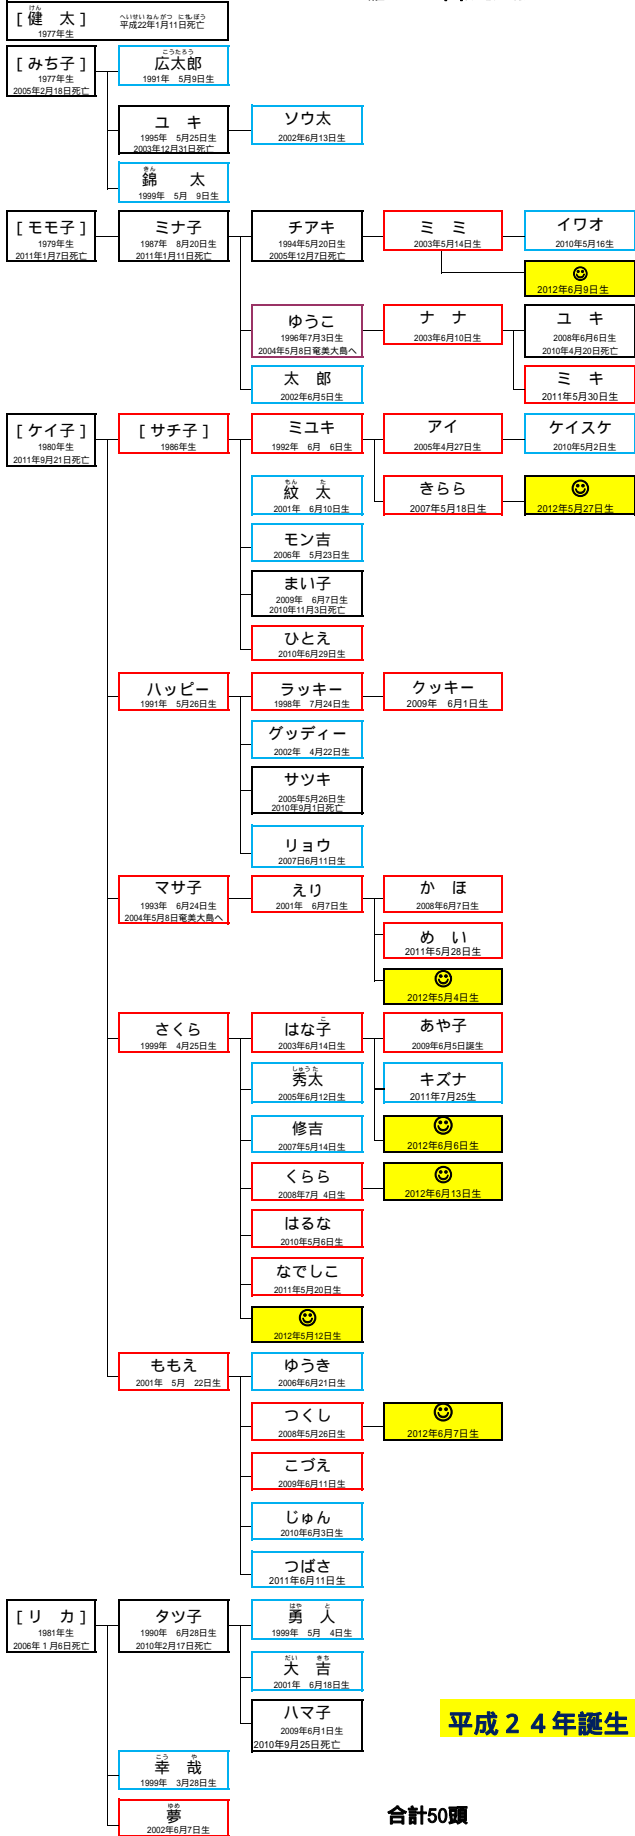 [ 健 太 ]
けん
1977年生
へいせいねんがつ にちしぼう
平成22年1月11日死亡
[ みち子 ]
1977年生
2005年2月18日死亡
こうたろう
広太郎
1991年 5月9日生
ユ キ
1995年 5月25日生
2003年12月31日死亡
ソウ太
2002年6月13日生
きん
錦 太
1999年 5月 9日生
[ モモ子 ]
1979年生
2011年1月7日死亡
ミナ子
1987年 8月20日生
2011年1月11日死亡
チアキ
1994年5月20日生
2005年12月7日死亡
ミ ミ
2003年5月14日生
イワオ
2010年5月16生
☺
2012年6月9日生
ゆうこ
1996年7月3日生
2004年5月8日奄美大島へ
ナ ナ
2003年6月10日生
ユ キ
2008年6月6日生
2010年4月20日死亡
ミ キ
2011年5月30日生
太 郎
2002年6月5日生
[ ケイ子 ]
1980年生
2011年9月21日死亡
[ サチ子 ]
1986年生
ミユキ
1992年 6月 6日生
アイ
2005年4月27日生
ケイスケ
2010年5月2日生
きらら
2007年5月18日生
☺
2012年5月27日生
もん た
紋 太
2001年 6月10日生
モン吉
2006年 5月23日生
まい子
2009年 6月7日生
2010年11月3日死亡
ひとえ
2010年6月29日生
ハッピー
1991年 5月26日生
ラッキー
1998年 7月24日生
クッキー
2009年 6月1日生
グッディー
2002年 4月22日生
サツキ
2005年5月26日生
2010年9月1日死亡
リョウ
2007日6月11日生
マサ子
1993年 6月24日生
2004年5月8日奄美大島へ
えり
2001年 6月7日生
か ほ
2008年6月7日生
め い
2011年5月28日生
☺
2012年5月4日生
さくら
1999年 4月25日生
こ
はな子
2003年6月14日生
あや子
2009年6月5日誕生
しゅうた
秀太
2005年6月12日生
キズナ
2011年7月25生
修吉
2007年5月14日生
☺
2012年6月6日生
くらら
2008年7月 4日生
☺
2012年6月13日生
はるな
2010年5月6日生
なでしこ
2011年5月20日生
☺
2012年5月12日生
ももえ
2001年 5月 22日生
ゆうき
2006年6月21日生
つくし
2008年5月26日生
☺
2012年6月7日生
こづえ
2009年6月11日生
じゅん
2010年6月3日生
つばさ
2011年6月11日生
[ リ カ ]
1981年生
2006年 1月6日死亡
タツ子
1990年 6月28日生
2010年2月17日死亡
はや と
勇 人
1999年 5月 4日生
だい きち
大 吉
2001年 6月18日生
ハマ子
2009年6月1日生
2010年9月25日死亡
平成24年誕生
こう や
幸 哉
1999年 3月28日生
ゆめ
夢
2002年6月7日生
合計50頭